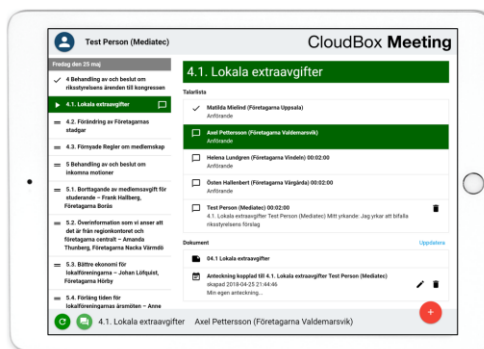 Test Person (Mediatec)
CloudBox Meeting
Fredag den 25 maj
4 Behandling av och beslut om
riksstyrelsens ärenden till kongressen
4.1. Lokala extraavgifter
4.2. Förändring av Företagarnas
stadgar
4.3. Förnyade Regler om medlemskap
5 Behandling av och beslut om
inkomna motioner
5.1. Borttagande av medlemsavgift för
studerande – Frank Hallberg,
Företagarna Borås
5.2. Överinformation som vi anser att
det är från regionkontoret och
företagarna centralt – Amanda
Thunberg, Företagarna Nacka Värmdö
5.3. Bättre ekonomi för
lokalföreningarna – Johan Löfquist,
Företagarna Hörby
5.4. Förläng tiden för
lokalföreningarnas årsmöten – Anne
4.1. Lokala extraavgifter
Talarlista
Matilda Mielind (Företagarna Uppsala)
Anförande
Axel Pettersson (Företagarna Valdemarsvik)
Anförande
Helena Lundgren (Företagarna Vindeln) 00:02:00
Anförande
Östen Hallenbert (Företagarna Vårgårda) 00:02:00
Anförande
Test Person (Mediatec) 00:02:00
4.1. Lokala extraavgifter Test Person (Mediatec) Mitt yrkande: Jag yrkar att bifalla
riksstyrelsens förslag
Dokument
Uppdatera
04.1 Lokala extraavgifter
Anteckning kopplad till 4.1. Lokala extraavgifter Test Person (Mediatec)
skapad 2018-04-25 21:44:46
Min egen anteckning...
4.1. Lokala extraavgifter Axel Pettersson (Företagarna Valdemarsvik)